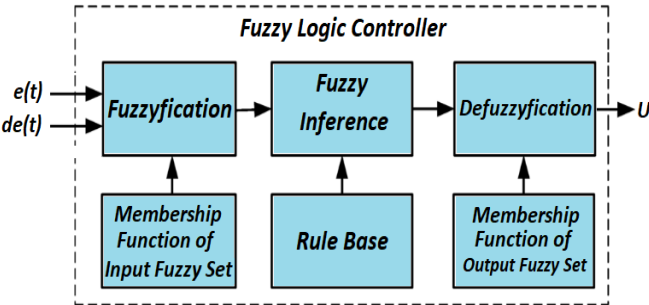 Fuzzy Logic Controller
e(t)
de(t)
Fuzzyfication
Fuzzy
Inference
Defuzzyfication
U
Membership
Function of
Input Fuzzy Set
Rule Base
Membership
Function of
Output Fuzzy Set